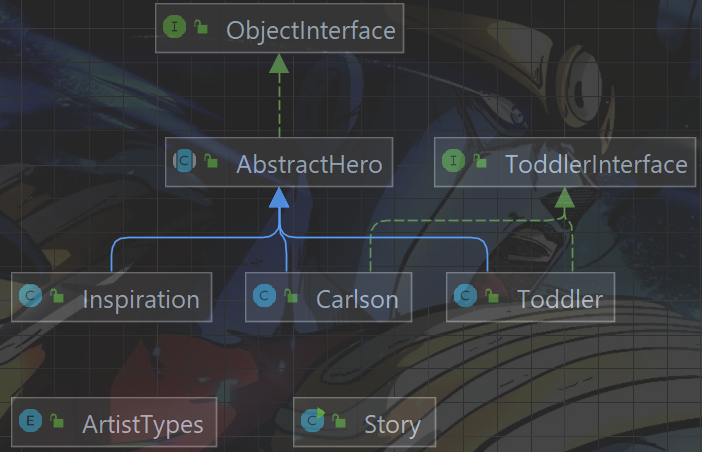 I ObjectInterface
C AbstractHero
I ToddlerInterface
C Inspiration
C Carlson
C Toddler
E ArtistTypes
C Story